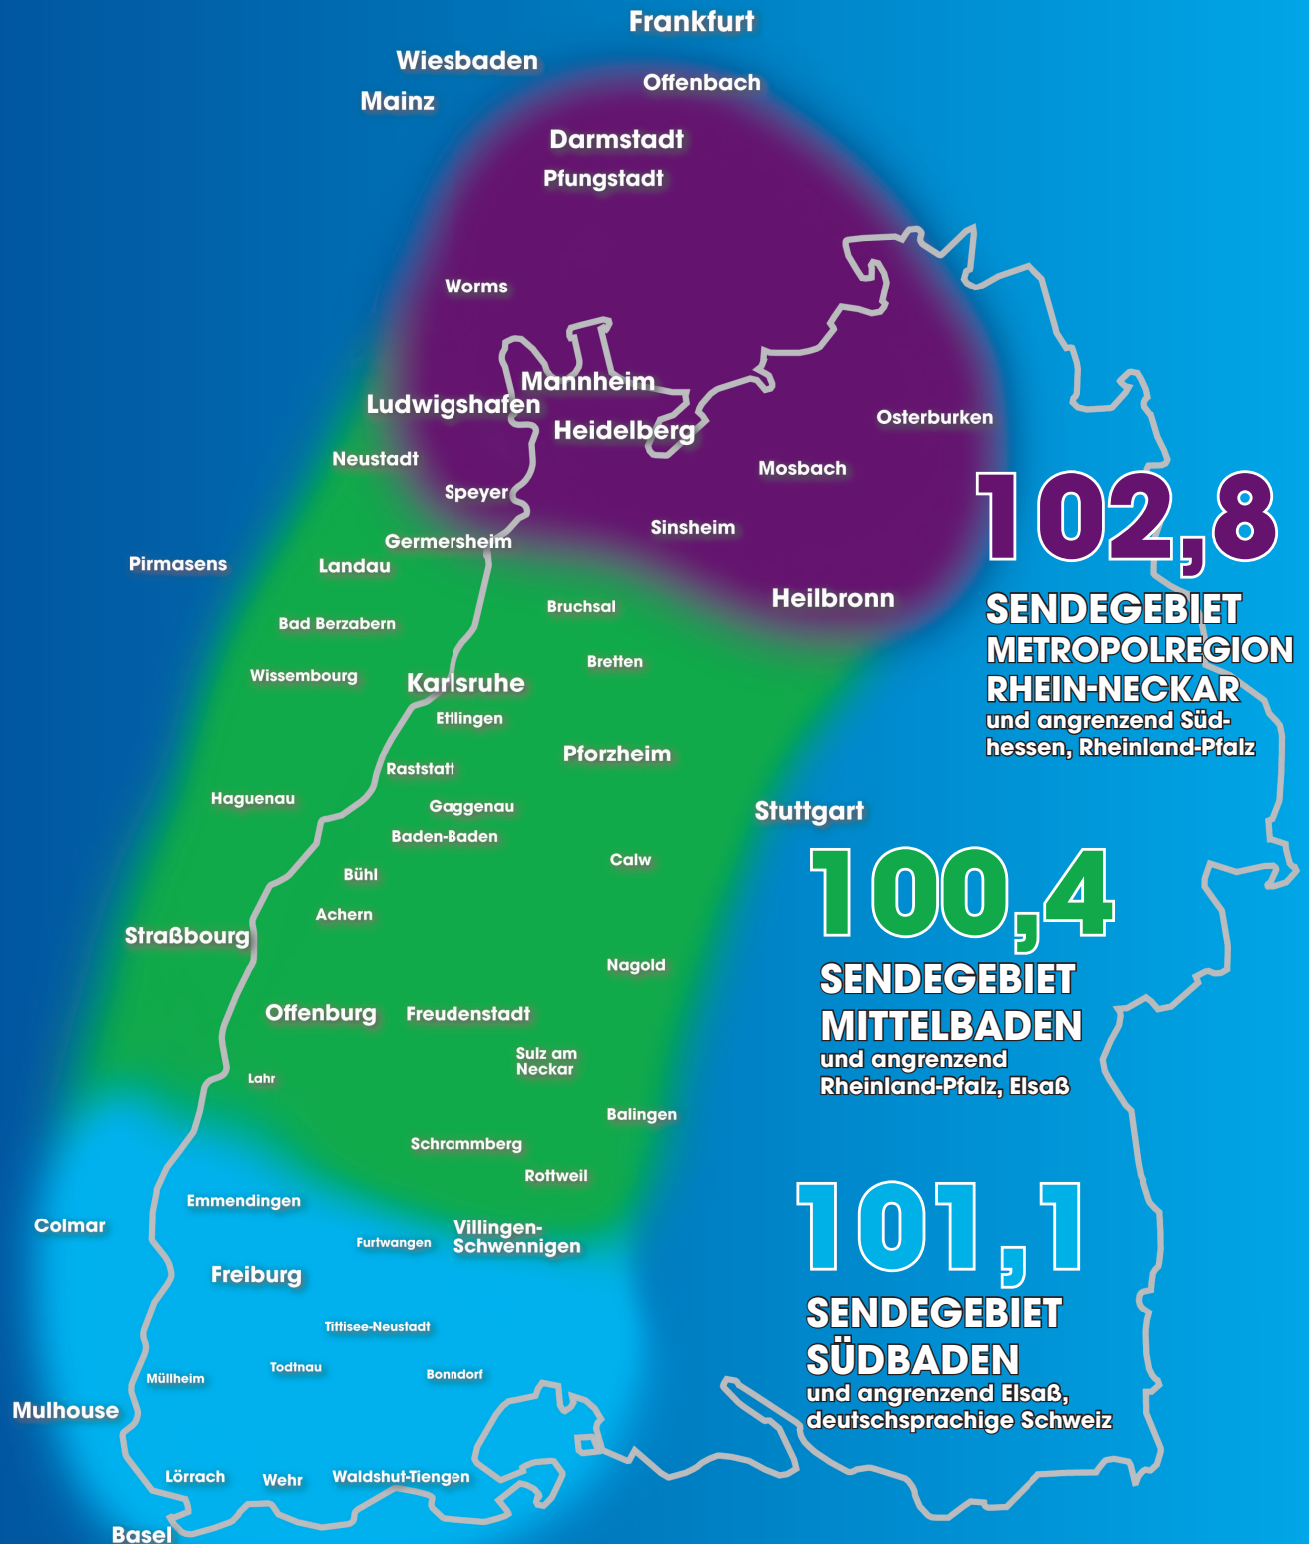 Frankfurt
Wiesbaden
Offenbach
Mainz
Darmstadt
Pfungstadt
Worms
Mannheim
Ludwigshafen
Heidelberg
Osterburken
Neustadt
Mosbach
Speyer
Sinsheim
Germersheim
Pirmasens
Landau
Heilbronn
Bruchsal
Bad Berzabern
Bretten
Wissembourg
Karlsruhe
Ettlingen
Pforzheim
Raststatt
Haguenau
Gaggenau
Stuttgart
Baden-Baden
Calw
Bühl
Achern
Straßbourg
Nagold
Offenburg
Freudenstadt
Sulz am
Neckar
Lahr
Balingen
Schrammberg
Rottweil
Emmendingen
Colmar
Furtwangen
Villingen-
Schwennigen
Freiburg
Tittisee-Neustadt
Todtnau
Müllheim
Bonndorf
Mulhouse
Lörrach
Wehr
Waldshut-Tiengen
Basel
102,8
SENDEGEBIET
METROPOLREGION
RHEIN-NECKAR
und angrenzend Süd-
hessen, Rheinland-Pfalz
100,4
SENDEGEBIET
MITTELBADEN
und angrenzend
Rheinland-Pfalz, Elsaß
101,1
SENDEGEBIET
SÜDBADEN
und angrenzend Elsaß,
deutschsprachige Schweiz